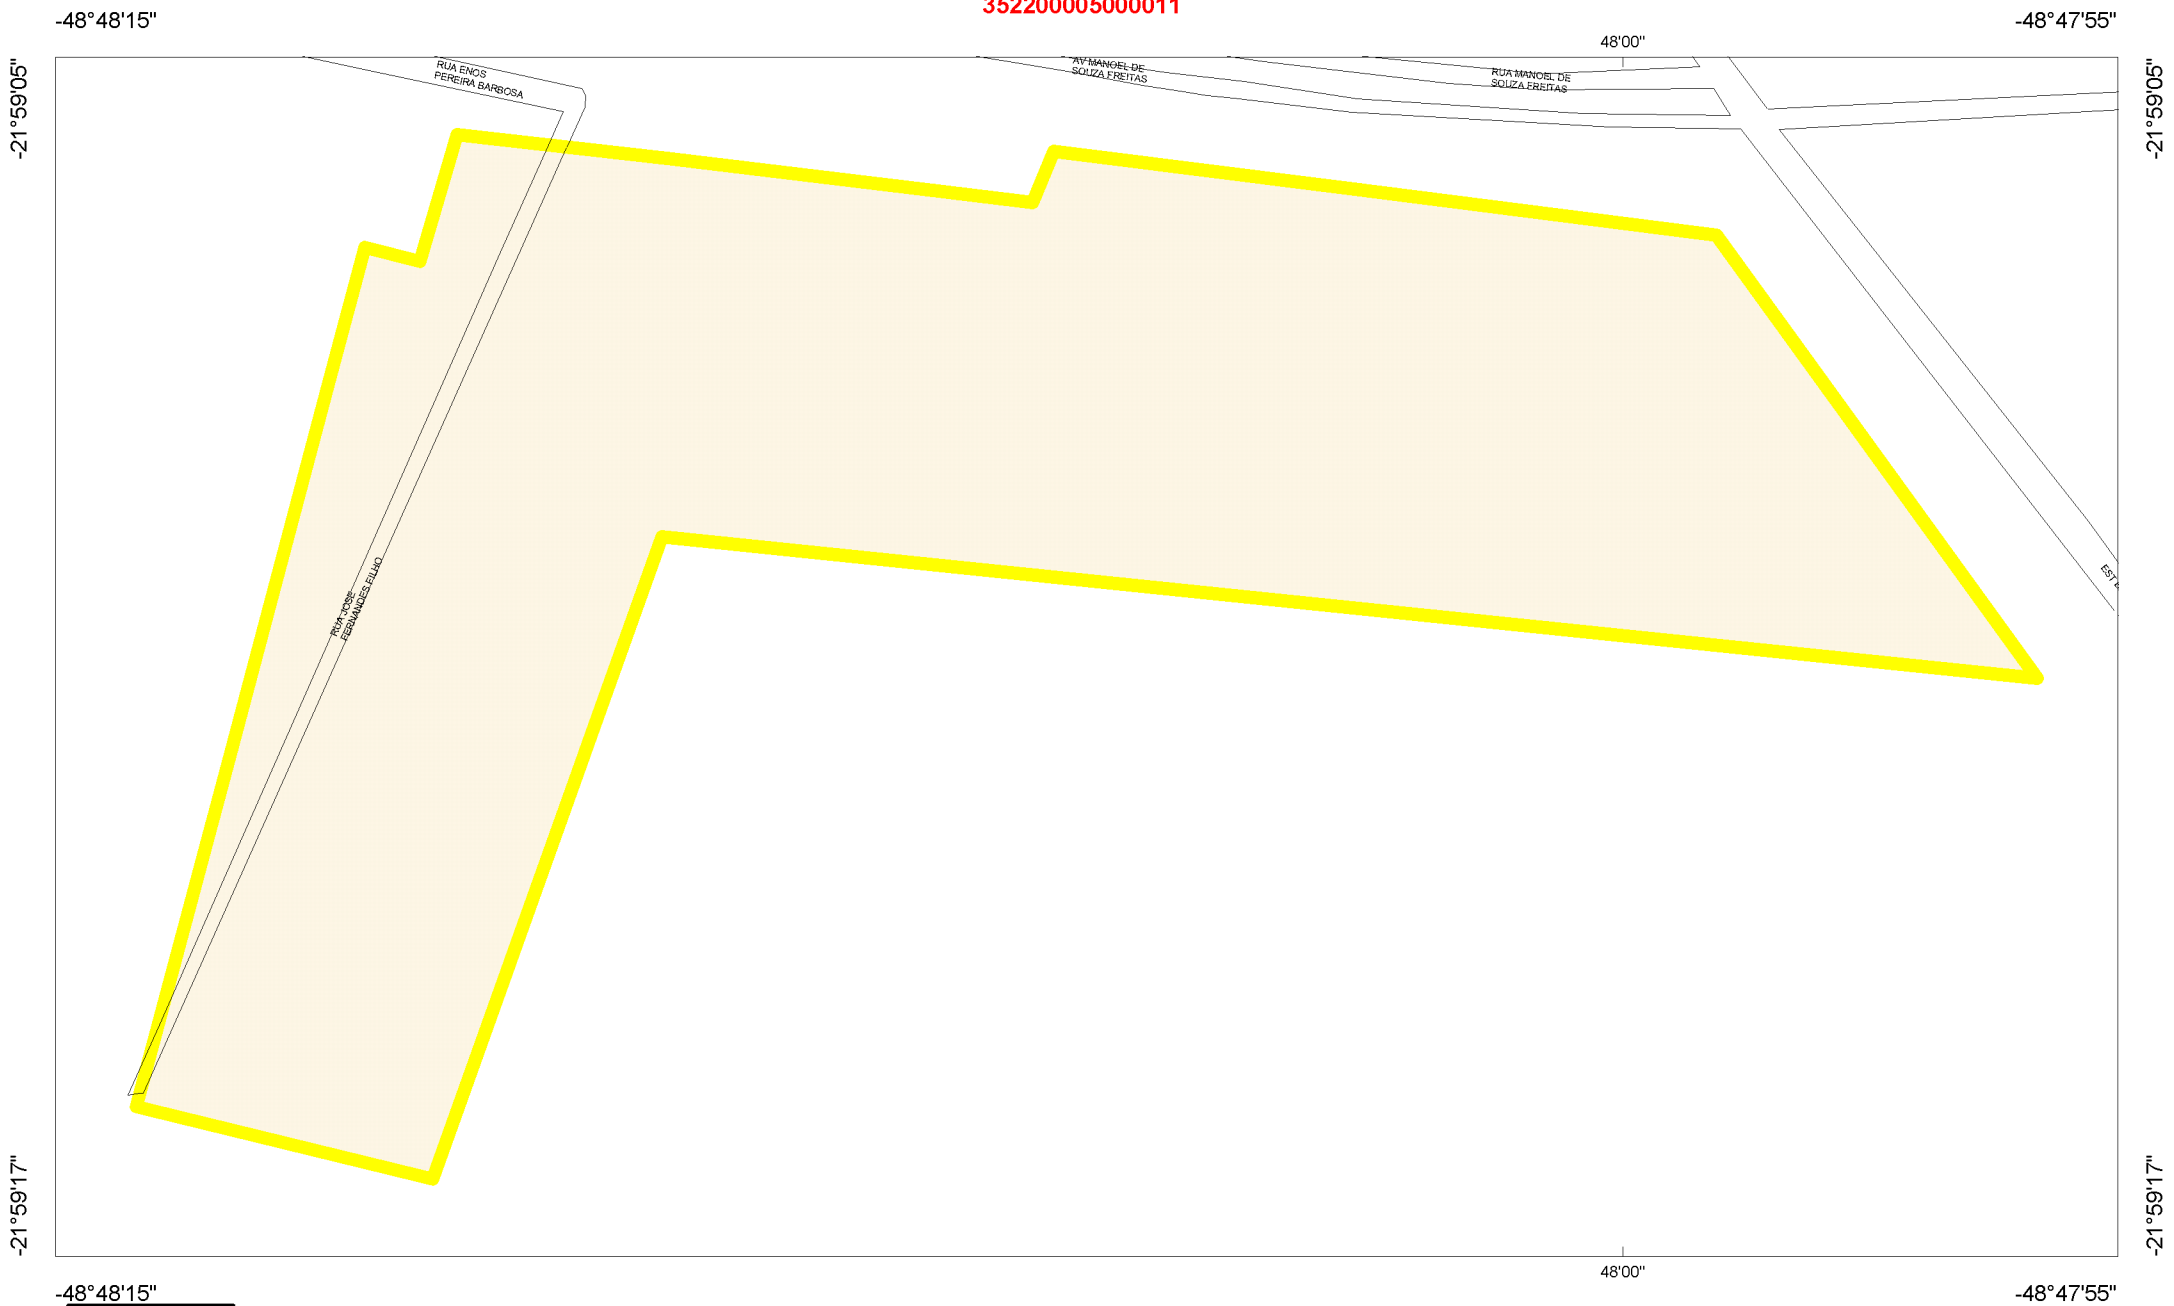 352200005000011
-48°48'15"
-48°47'55"
48'00"
-21°59'05"
-21°59'05"
RUA ENOS
PEREIRA BARBOSA
AV MANOEL DE
SOUZA FREITAS
RUA MANOEL DE
SOUZA FREITAS
EST
RUA JOSE
FERNANDES FILHO
-21°59'17"
-21°59'17"
48'00"
-48°48'15"
-48°47'55"